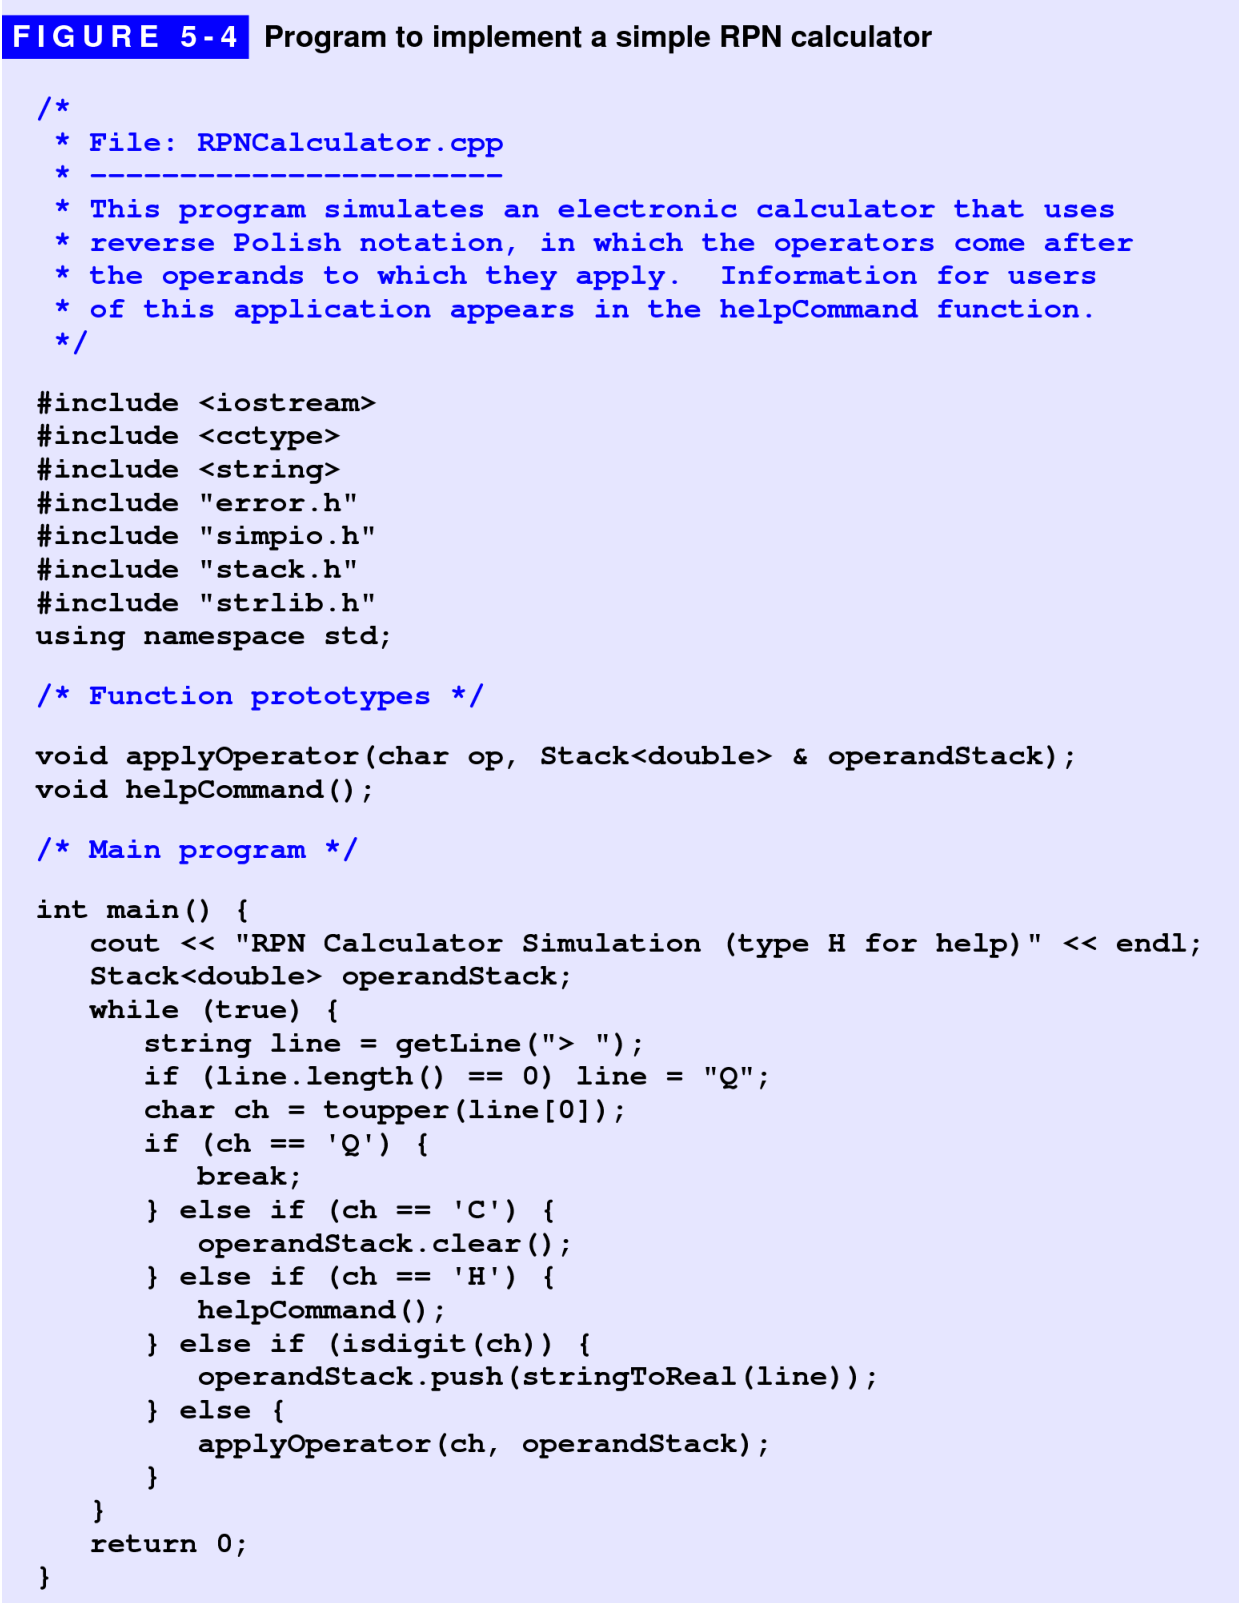 FIGURE 5-4 Program to implement a simple RPN calculator
/*
 * File: RPNCalculator.cpp
 * -----------------------
 * This program simulates an electronic calculator that uses
 * reverse Polish notation, in which the operators come after
 * the operands to which they apply.  Information for users
 * of this application appears in the helpCommand function.
 */
#include <iostream>
#include <cctype>
#include <string>
#include "error.h"
#include "simpio.h"
#include "stack.h"
#include "strlib.h"
using namespace std;
/* Function prototypes */
void applyOperator(char op, Stack<double> & operandStack);
void helpCommand();
/* Main program */
int main() {
   cout << "RPN Calculator Simulation (type H for help)" << endl;
   Stack<double> operandStack;
   while (true) {
      string line = getLine("> ");
      if (line.length() == 0) line = "Q";
      char ch = toupper(line[0]);
      if (ch == 'Q') {
         break;
      } else if (ch == 'C') {
         operandStack.clear();
      } else if (ch == 'H') {
         helpCommand();
      } else if (isdigit(ch)) {
         operandStack.push(stringToReal(line));
      } else {
         applyOperator(ch, operandStack);
      }
   }
   return 0;
}